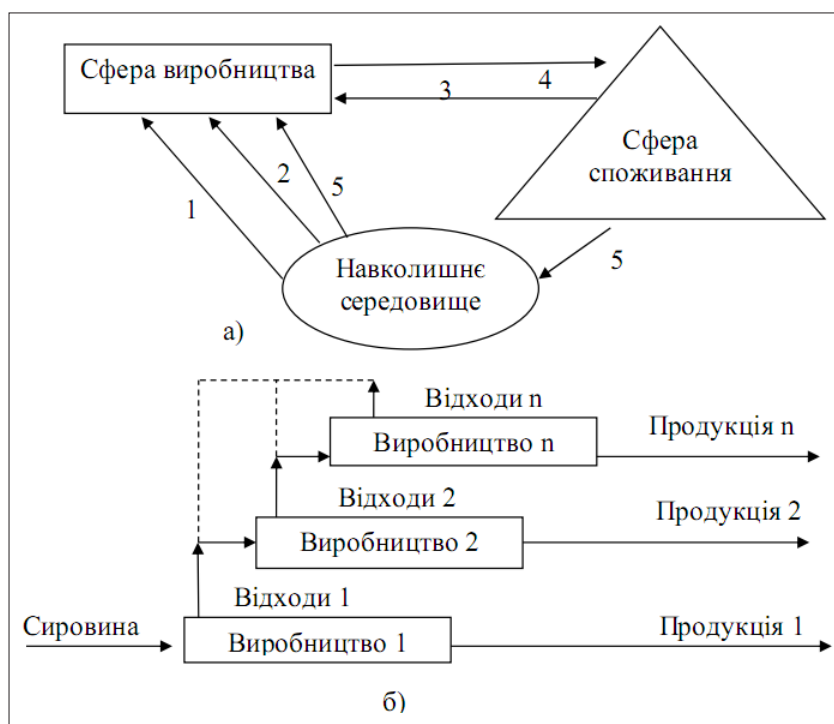 Сфера виробництва
4
3
Сфера
споживання
2
5
1
Навколишнє
середовище
5
а)
Відходи n
Продукція n
Виробництво n
Відходи 2
Продукція 2
Виробництво 2
Відходи 1
Сировина
Продукція 1
Виробництво 1
б)